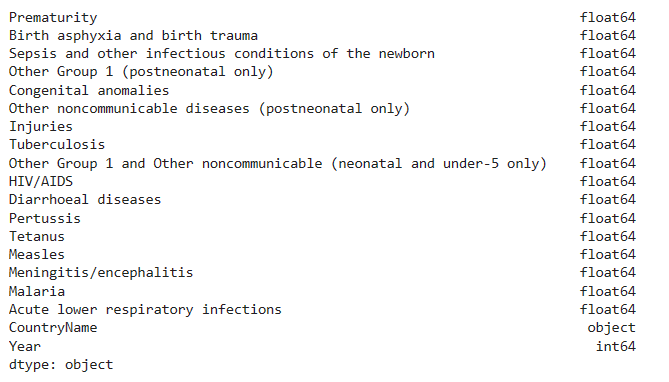 Prematurity float64
Birth asphyxia and birth trauma float64
Sepsis and other infectious conditions of the newborn float64
Other Group 1 (postneonatal only) float64
Congenital anomalies float64
Other noncommunicable diseases (postneonatal only) float64
Injuries float64
Tuberculosis float64
Other Group 1 and Other noncommunicable (neonatal and under-5 only) float64
HIV/AIDS float64
Diarrhoeal diseases float64
Pertussis float64
Tetanus float64
Measles float64
Meningitis/encephalitis float64
Malaria float64
Acute lower respiratory infections float64
CountryName object
Year int64
dtype: object